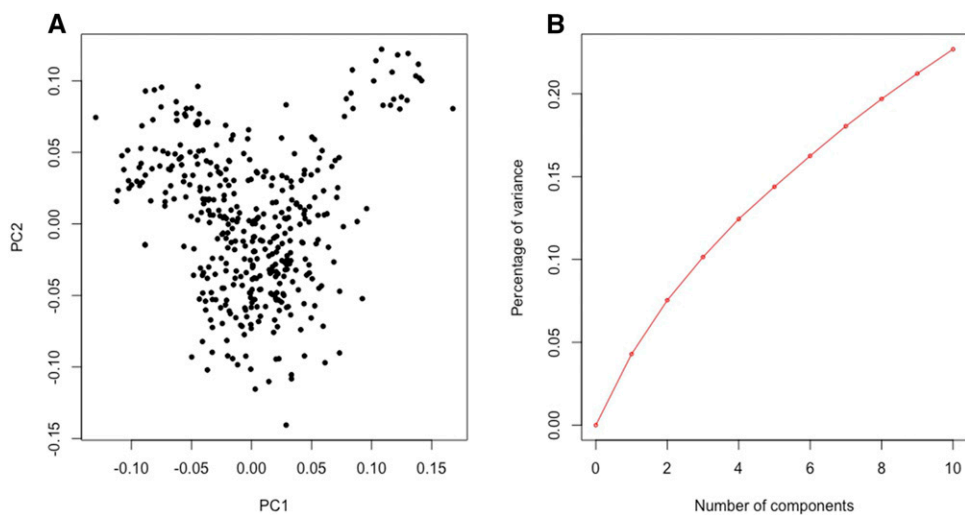 A
PC2
0.10
0.05
0.00
-0.05
-0.10
-0.15
-0.10 -0.05 0.00 0.05 0.10 0.15
PC1
B
Percentage of variance
0.20
0.15
0.10
0.05
0.00
0 2 4 6 8 10
Number of components